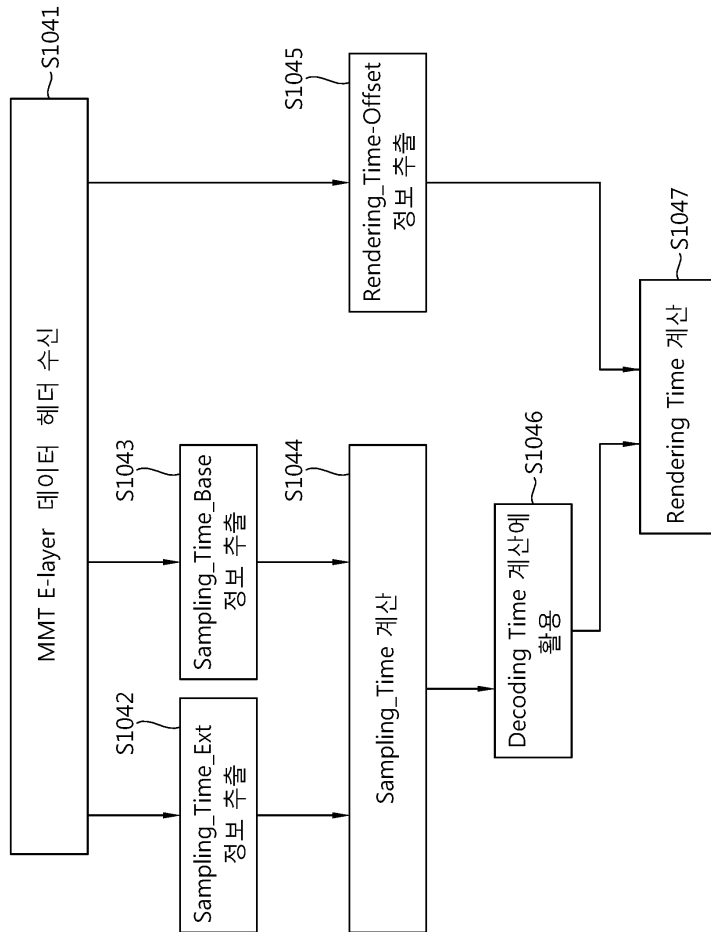 S1041
MMT E-layer 데이터 헤더 수신
S1042
Sampling_Time_Ext
정보 추출
S1043
Sampling_Time_Base
정보 추출
S1045
Rendering_Time-Offset
정보 추출
S1044
Sampling_Time 계산
S1046
Decoding Time 계산에
활용
S1047
Rendering Time 계산